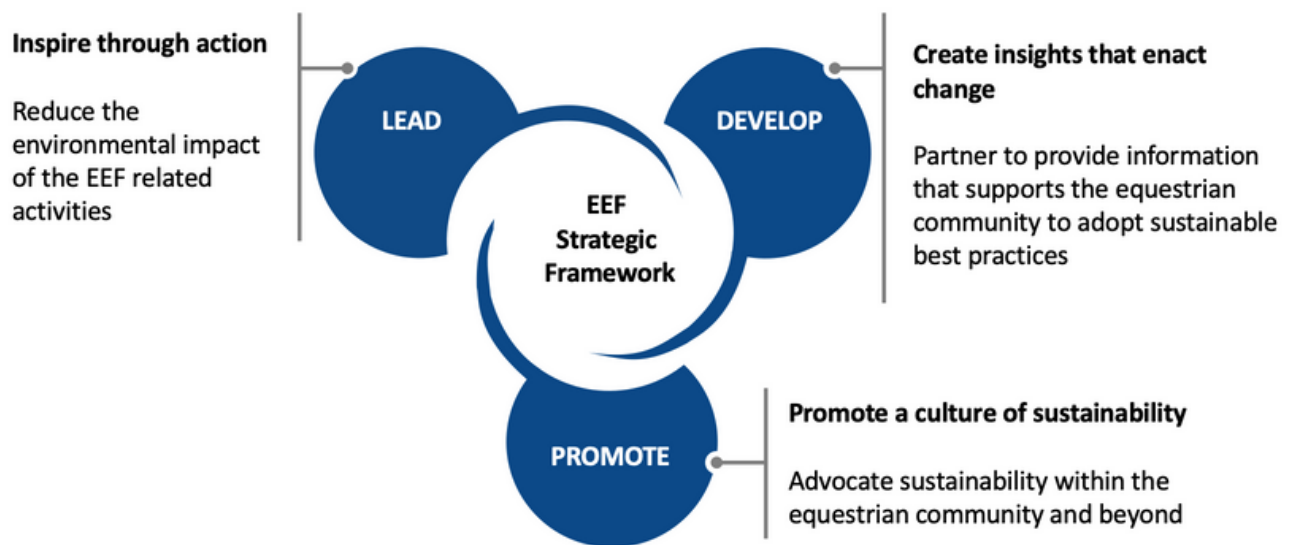 Inspire through action
Reduce the
environmental impact
of the EEF related
activities
LEAD
EEF
Strategic
Framework
DEVELOP
Create insights that enact
change
Partner to provide information
that supports the equestrian
community to adopt sustainable
best practices
PROMOTE
Promote a culture of sustainability
Advocate sustainability within the
equestrian community and beyond